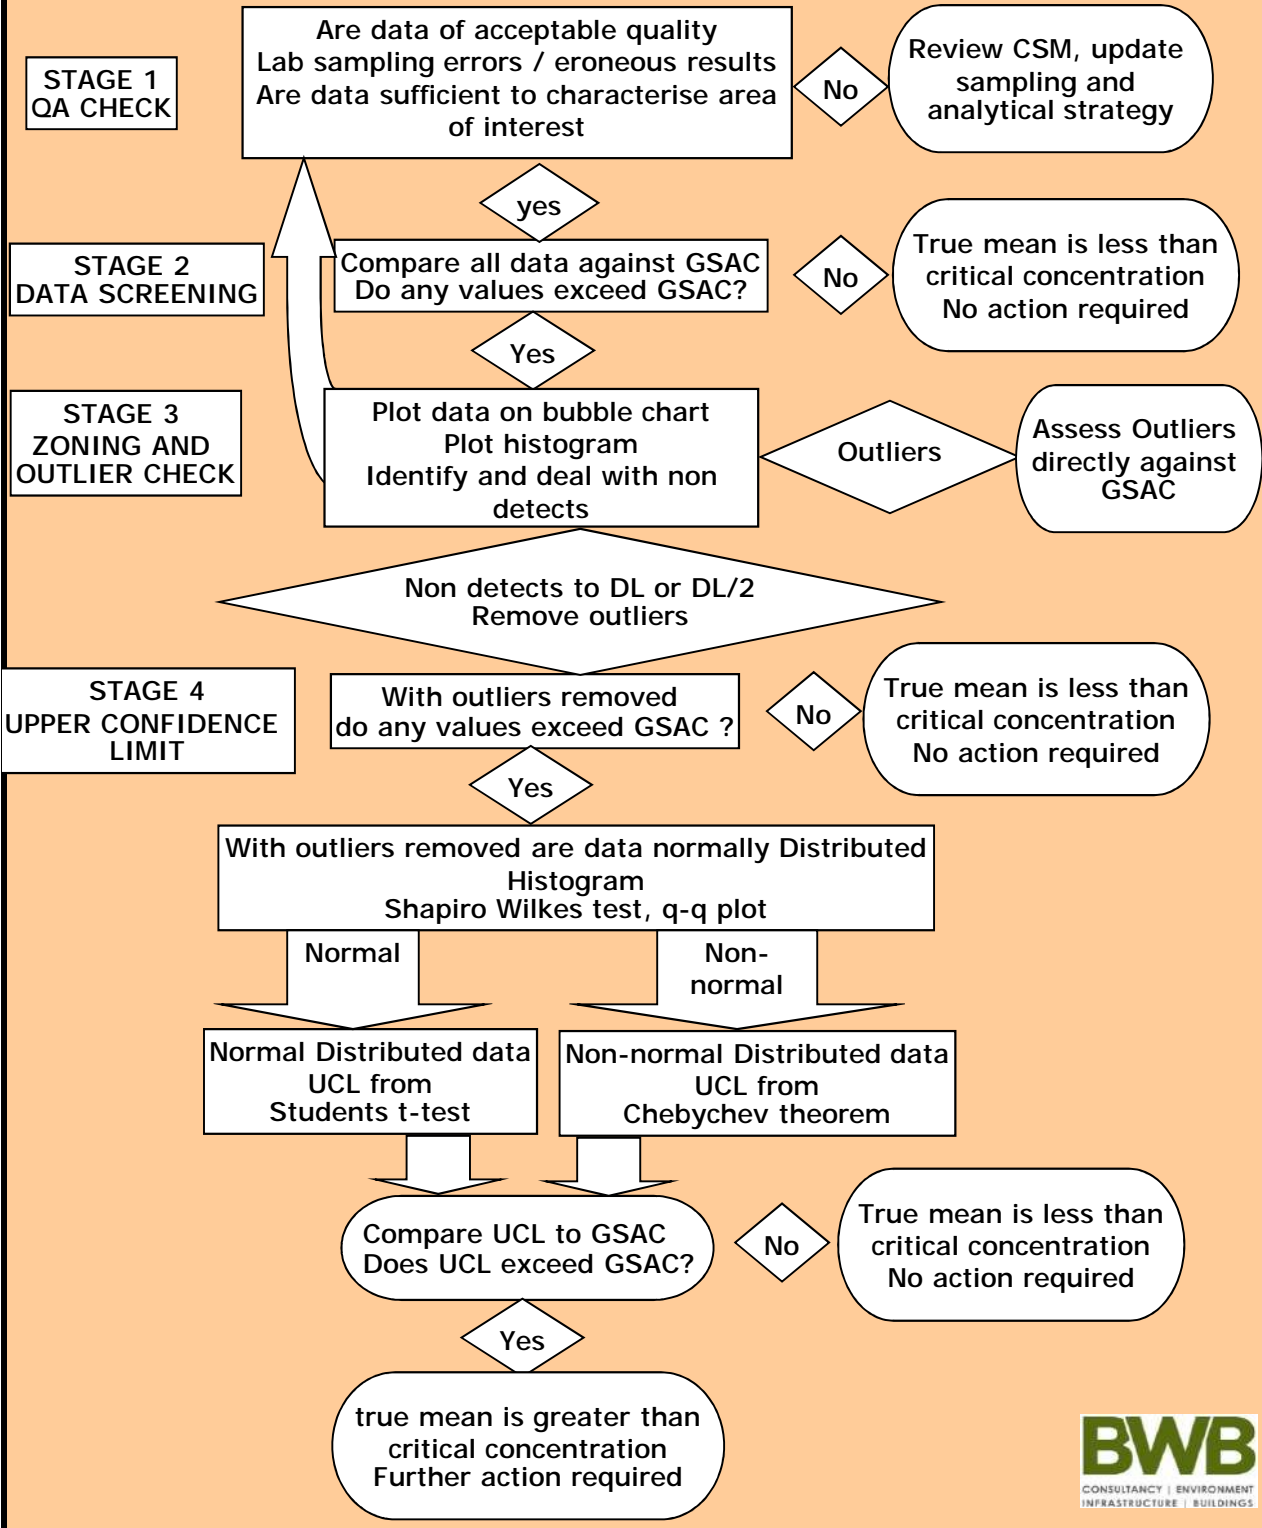 STAGE 1
QA CHECK
Are data of acceptable quality
Lab sampling errors / eroneous results
Are data sufficient to characterise area
of interest
No
Review CSM, update
sampling and
analytical strategy
yes
STAGE 2
DATA SCREENING
Compare all data against GSAC
Do any values exceed GSAC?
No
True mean is less than
critical concentration
No action required
Yes
STAGE 3
ZONING AND
OUTLIER CHECK
Plot data on bubble chart
Plot histogram
Identify and deal with non
detects
Outliers
Assess Outliers
directly against
GSAC
Non detects to DL or DL/2
Remove outliers
STAGE 4
UPPER CONFIDENCE
LIMIT
With outliers removed
do any values exceed GSAC ?
No
True mean is less than
critical concentration
No action required
Yes
With outliers removed are data normally Distributed
Histogram
Shapiro Wilkes test, q-q plot
Normal
Non-
normal
Normal Distributed data
UCL from
Students t-test
Non-normal Distributed data
UCL from
Chebychev theorem
Compare UCL to GSAC
Does UCL exceed GSAC?
No
True mean is less than
critical concentration
No action required
Yes
true mean is greater than
critical concentration
Further action required
BWB
CONSULTANCY | ENVIRONMENT
INFRASTRUCTURE | BUILDINGS